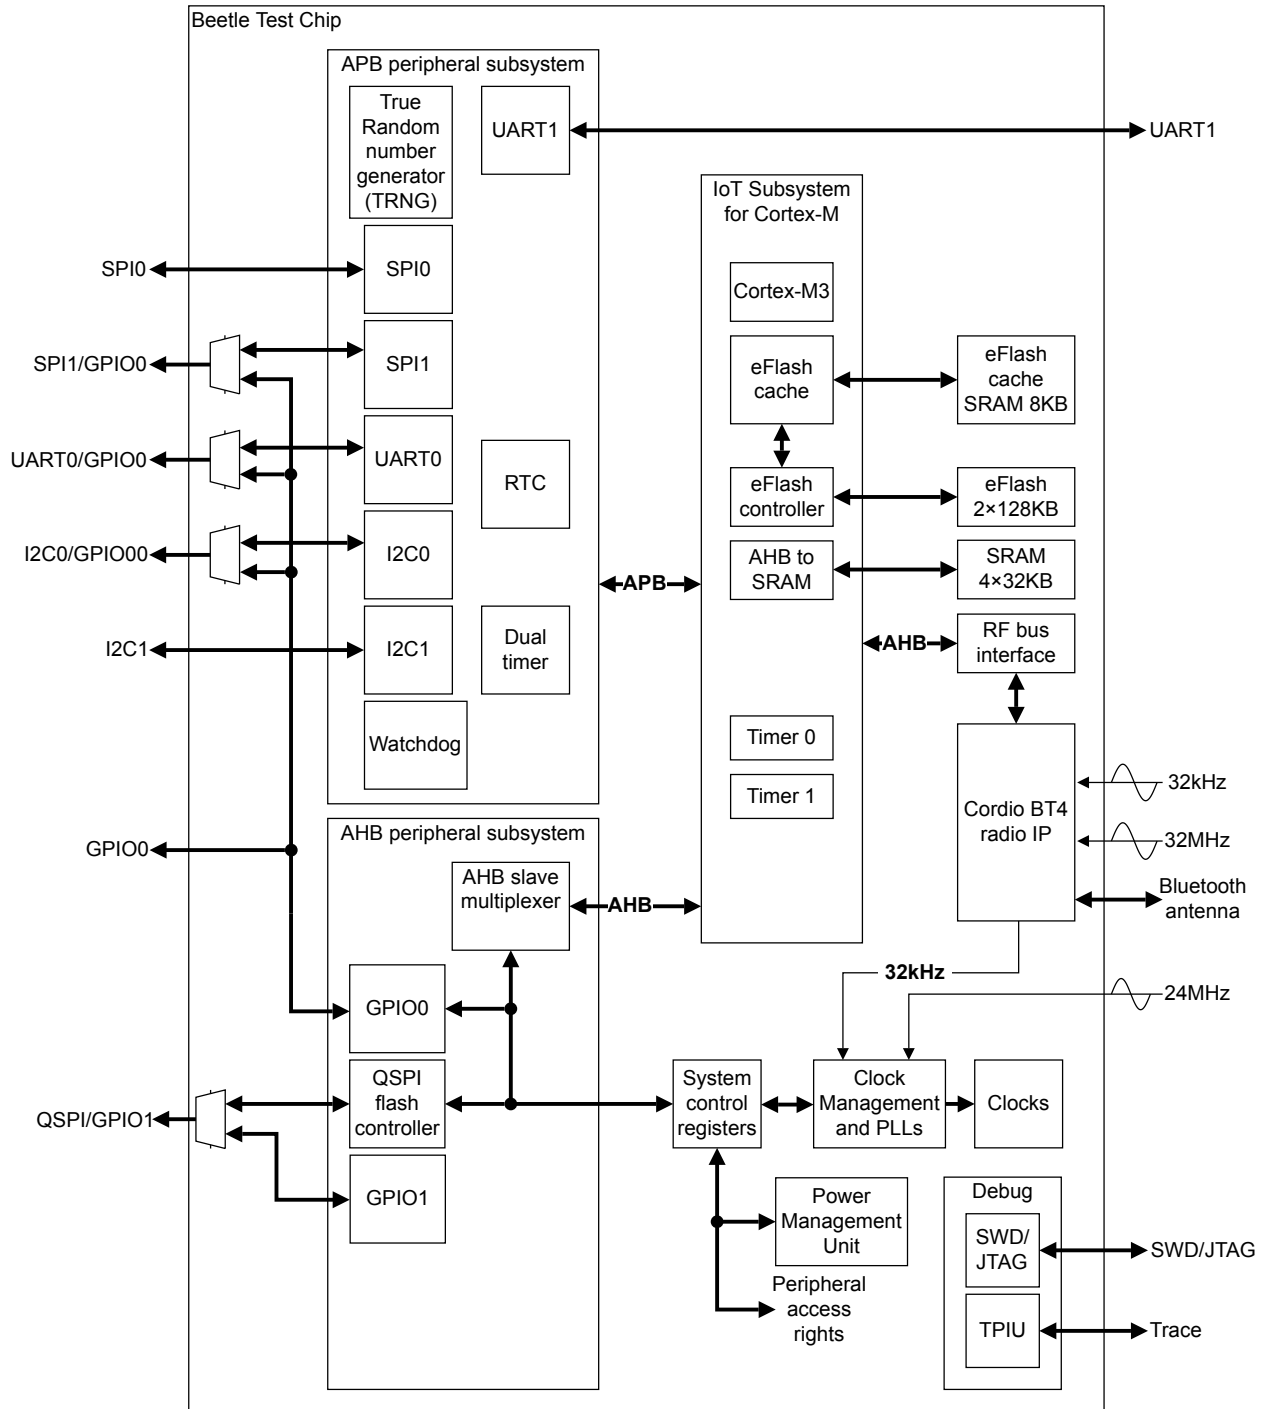 Beetle Test Chip
APB peripheral subsystem
True
Random
number
generator
(TRNG)
UART1
UART1
IoT Subsystem
for Cortex-M
SPI0
SPI0
Cortex-M3
SPI1/GPIO0
SPI1
eFlash
cache
eFlash
cache
SRAM 8KB
UART0/GPIO0
UART0
RTC
eFlash
controller
eFlash
2×128KB
I2C0/GPIO00
I2C0
APB
AHB to
SRAM
SRAM
4×32KB
I2C1
I2C1
Dual
timer
AHB
RF bus
interface
Watchdog
Timer 0
Timer 1
Cordio BT4
radio IP
32kHz
32MHz
Bluetooth
antenna
GPIO0
AHB peripheral subsystem
AHB slave
multiplexer
AHB
32kHz
24MHz
GPIO0
QSPI/GPIO1
QSPI
flash
controller
System
control
registers
Clock
Management
and PLLs
Clocks
GPIO1
Power
Management
Unit
Peripheral
access
rights
Debug
SWD/
JTAG
SWD/JTAG
TPIU
Trace